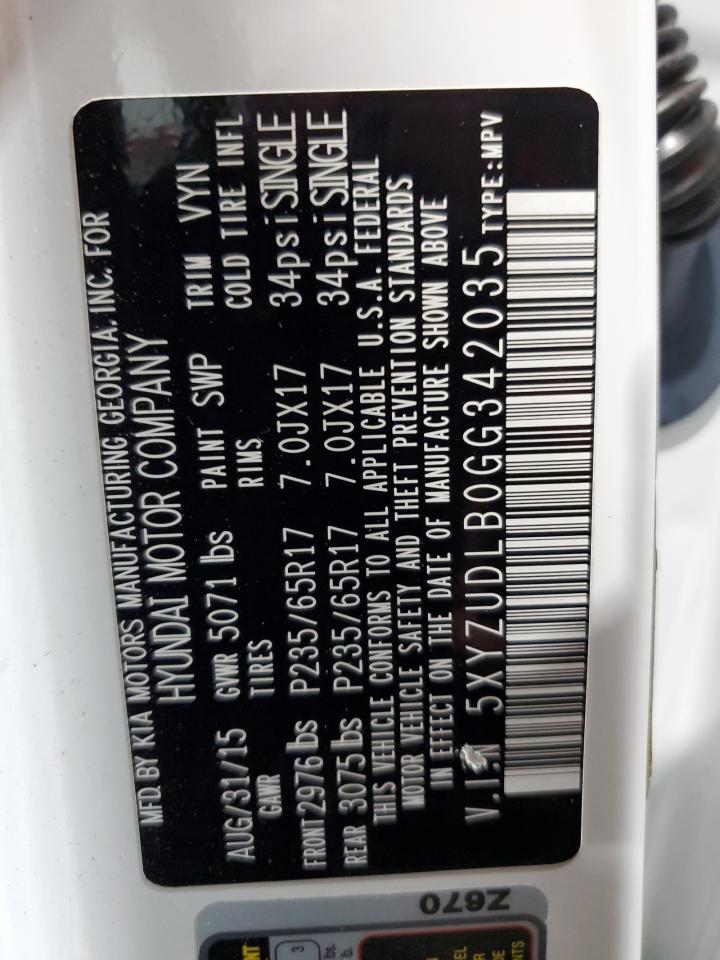 MFD. BY KIA MOTORS MANUFACTURING GEORGIA. INC. FOR
HYUNDAI MOTOR COMPANY
AUG/31/15 GVWR 5071 lbs PAINT SWP TRIM VYN
GAWR TIRES RIMS COLD TIRE INFL
FRONT 2976 lbs P235/65R17 7.0JX17 34psi SINGLE
REAR 3075 lbs P235/65R17 7.0JX17 34psi SINGLE
THIS VEHICLE CONFORMS TO ALL APPLICABLE U.S.A. FEDERAL
MOTOR VEHICLE SAFETY AND THEFT PREVENTION STANDARDS
IN EFFECT ON THE DATE OF MANUFACTURE SHOWN ABOVE
V.I.N 5XYZUDLB0GG342035 TYPE:MPV
Z670
3